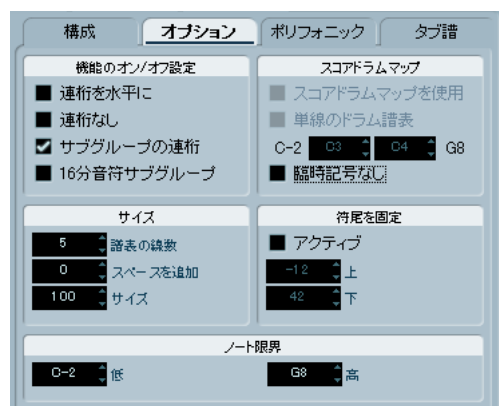 構成 オプション ポリフォニック タブ譜
機能のオン/オフ設定
連桁を水平に
連桁なし
サブグループの連桁
16分音符サブグループ
スコアドラムマップ
スコアドラムマップを使用
単線のドラム譜表
C-2 C3 C4 G8
臨時記号なし
サイズ
5 譜表の線数
0 スペースを追加
100 サイズ
符尾を固定
アクティブ
-12 上
42 下
ノート限界
C-2 低 G8 高